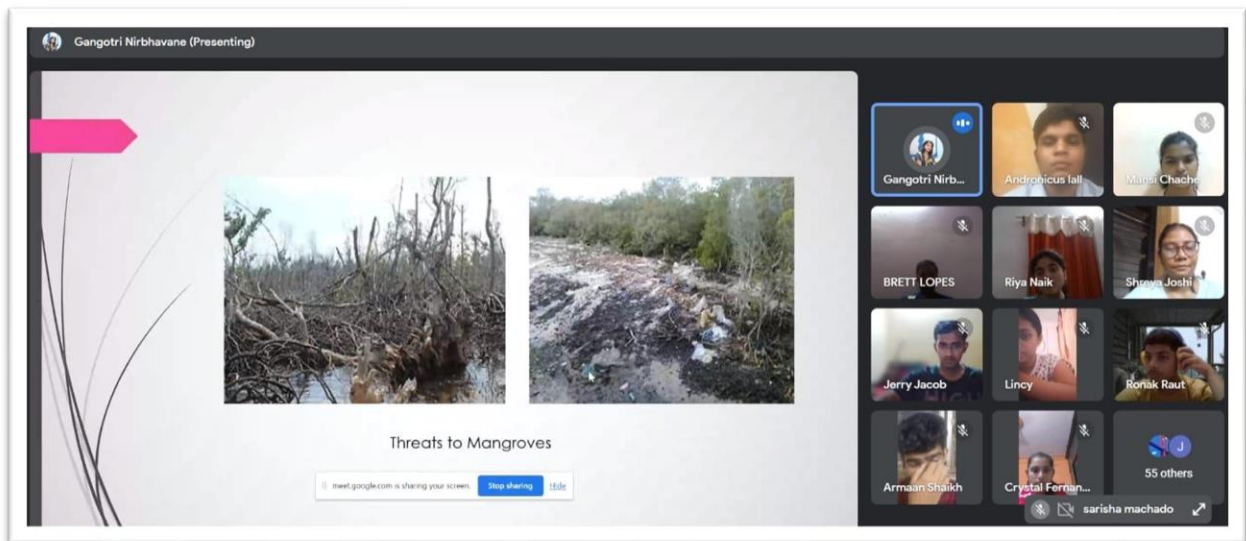 Gangotri Nirbhavane (Presenting)
Threats to Mangroves
meet.google.com is sharing your screen.
Stop sharing
Hide
Gangotri Nirb...
Andronicus lall
Mansi Chache
BRETT LOPES
Riya Naik
Shreya Joshi
Jerry Jacob
Lincy
Ronak Raut
Armaan Shaikh
Crystal Fernan...
J
55 others
sarisha machado